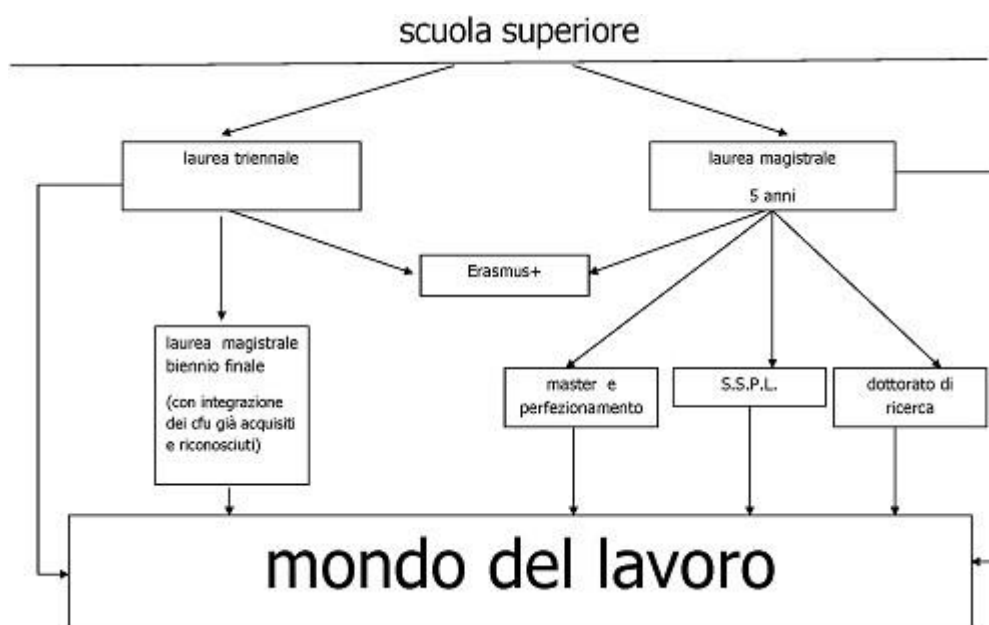 scuola superiore
laurea triennale
laurea magistrale
5 anni
Erasmus+
laurea magistrale
biennio finale
(con integrazione
dei cfu già acquisiti
e riconosciuti)
master e
perfezionamento
S.S.P.L.
dottorato di
ricerca
mondo del lavoro